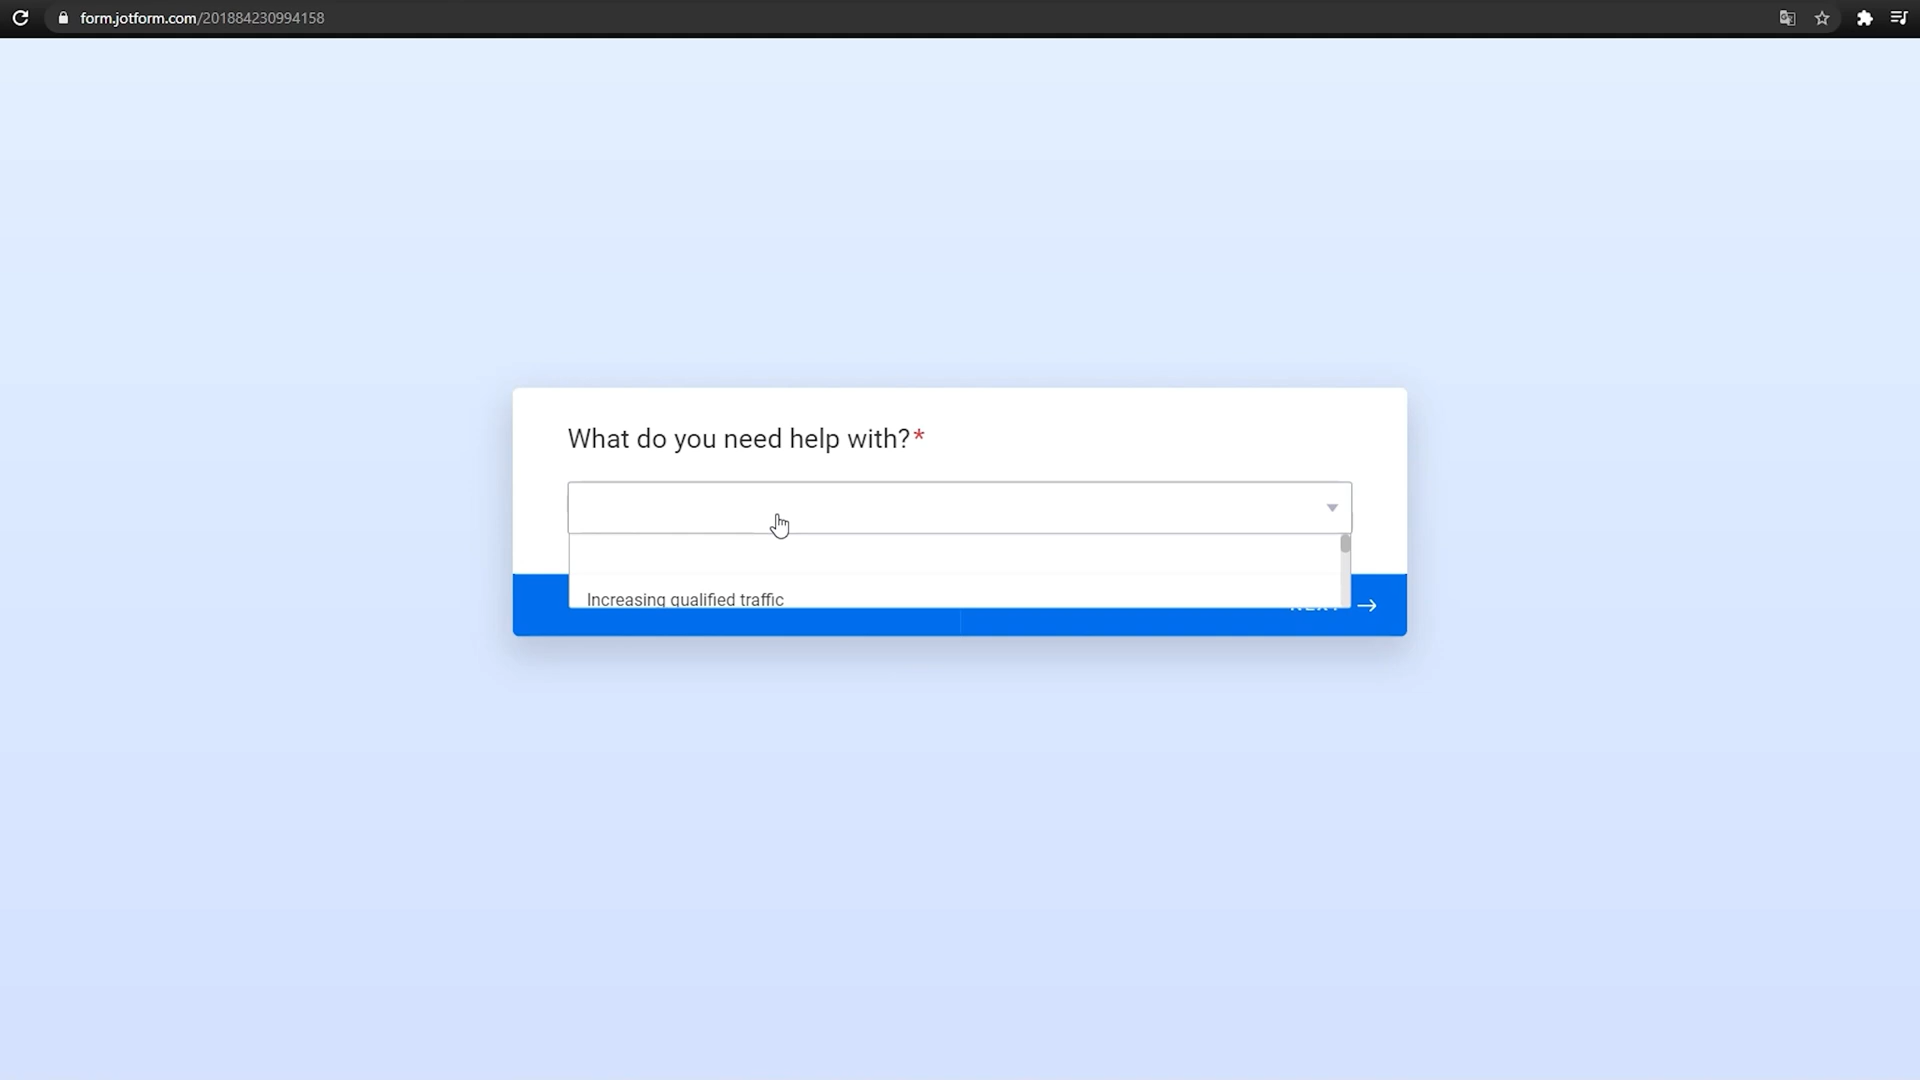 form.jotform.com/201884230994158
What do you need help with?*
Increasing qualified traffic